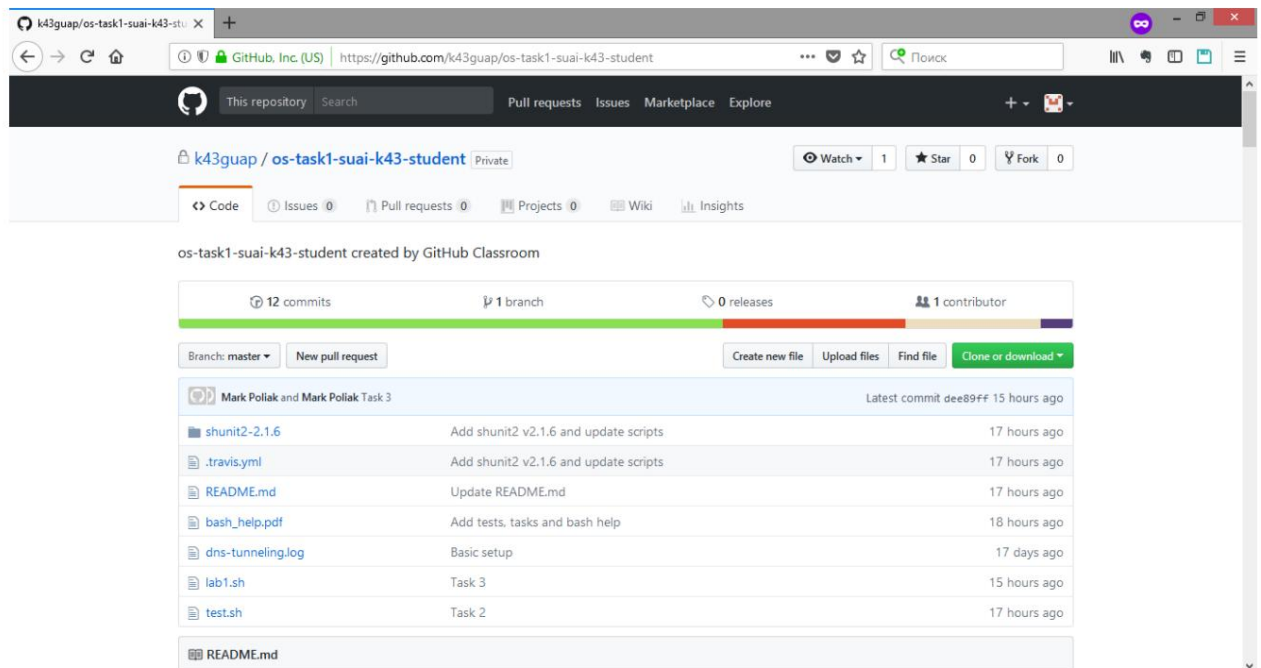 k43guap/os-task1-suai-k43-stu
GitHub, Inc. (US) https://github.com/k43guap/os-task1-suai-k43-student Поиск
This repository Search Pull requests Issues Marketplace Explore
k43guap / os-task1-suai-k43-student Private Watch 1 Star 0 Fork 0
Code Issues 0 Pull requests 0 Projects 0 Wiki Insights
os-task1-suai-k43-student created by GitHub Classroom
12 commits 1 branch 0 releases 1 contributor
Branch: master New pull request Create new file Upload files Find file Clone or download
Mark Poliak and Mark Poliak Task 3 Latest commit dee89ff 15 hours ago
shunit2-2.1.6 Add shunit2 v2.1.6 and update scripts 17 hours ago
.travis.yml Add shunit2 v2.1.6 and update scripts 17 hours ago
README.md Update README.md 17 hours ago
bash_help.pdf Add tests, tasks and bash help 18 hours ago
dns-tunneling.log Basic setup 17 days ago
lab1.sh Task 3 15 hours ago
test.sh Task 2 17 hours ago
README.md